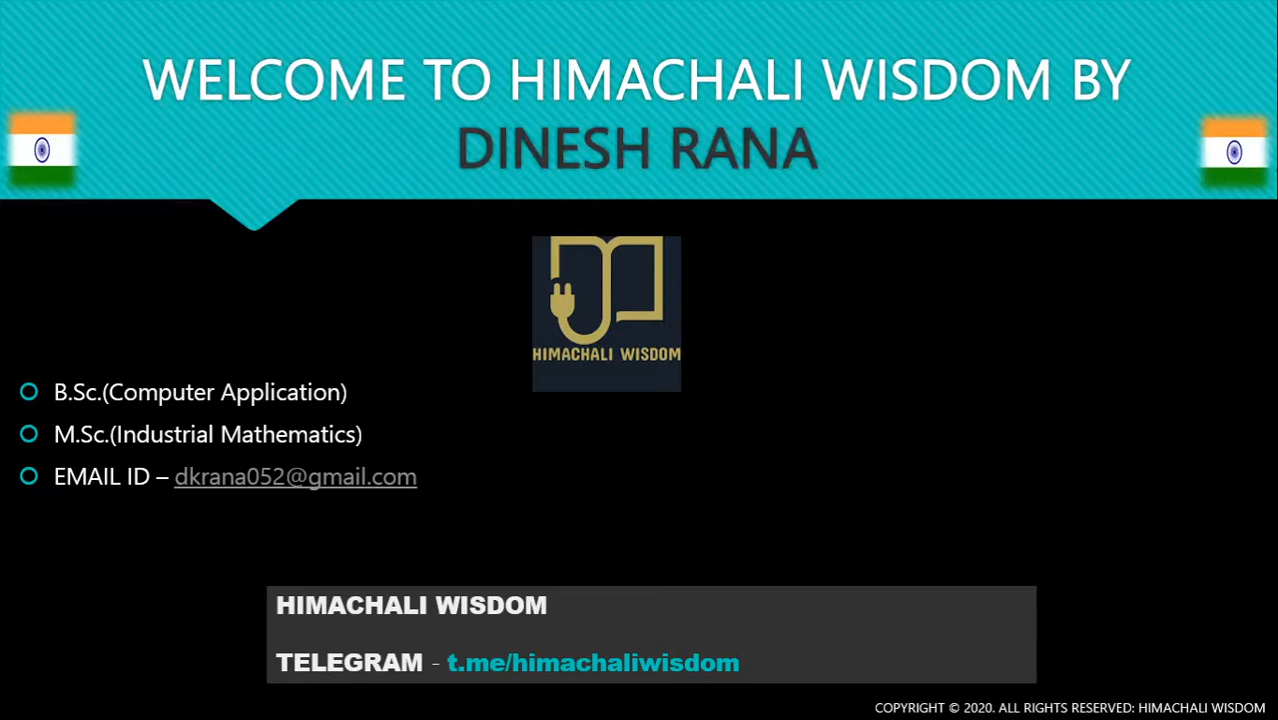 WELCOME TO HIMACHALI WISDOM BY
DINESH RANA
HIMACHALI WISDOM
B.Sc.(Computer Application)
M.Sc.(Industrial Mathematics)
EMAIL ID – dkrana052@gmail.com
HIMACHALI WISDOM
TELEGRAM - t.me/himachaliwisdom
COPYRIGHT © 2020. ALL RIGHTS RESERVED: HIMACHALI WISDOM